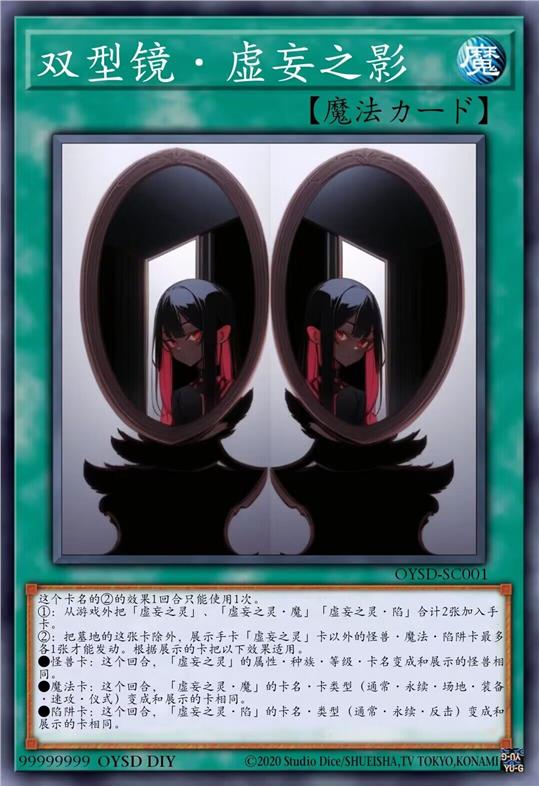 双型镜·虚妄之影
魔
【魔法カード】
OYSD-SC001
这个卡名的②的效果1回合只能使用1次。
①：从游戏外把「虚妄之灵」、「虚妄之灵·魔」「虚妄之灵·陷」合计2张加入手
卡。
②：把墓地的这张卡除外，展示手卡「虚妄之灵」卡以外的怪兽·魔法·陷阱卡最多
各1张才能发动。根据展示的卡把以下效果适用。
●怪兽卡：这个回合，「虚妄之灵」的属性·种族·等级·卡名变成和展示的怪兽相
同。
●魔法卡：这个回合，「虚妄之灵·魔」的卡名·卡类型（通常·永续·场地·装备
·速攻·仪式）变成和展示的卡相同。
●陷阱卡：这个回合，「虚妄之灵·陷」的卡名·类型（通常·永续·反击）变成和
展示的卡相同。
99999999 OYSD DIY
©2020 Studio Dice/SHUEISHA,TV TOKYO,KONAMI
YU-G